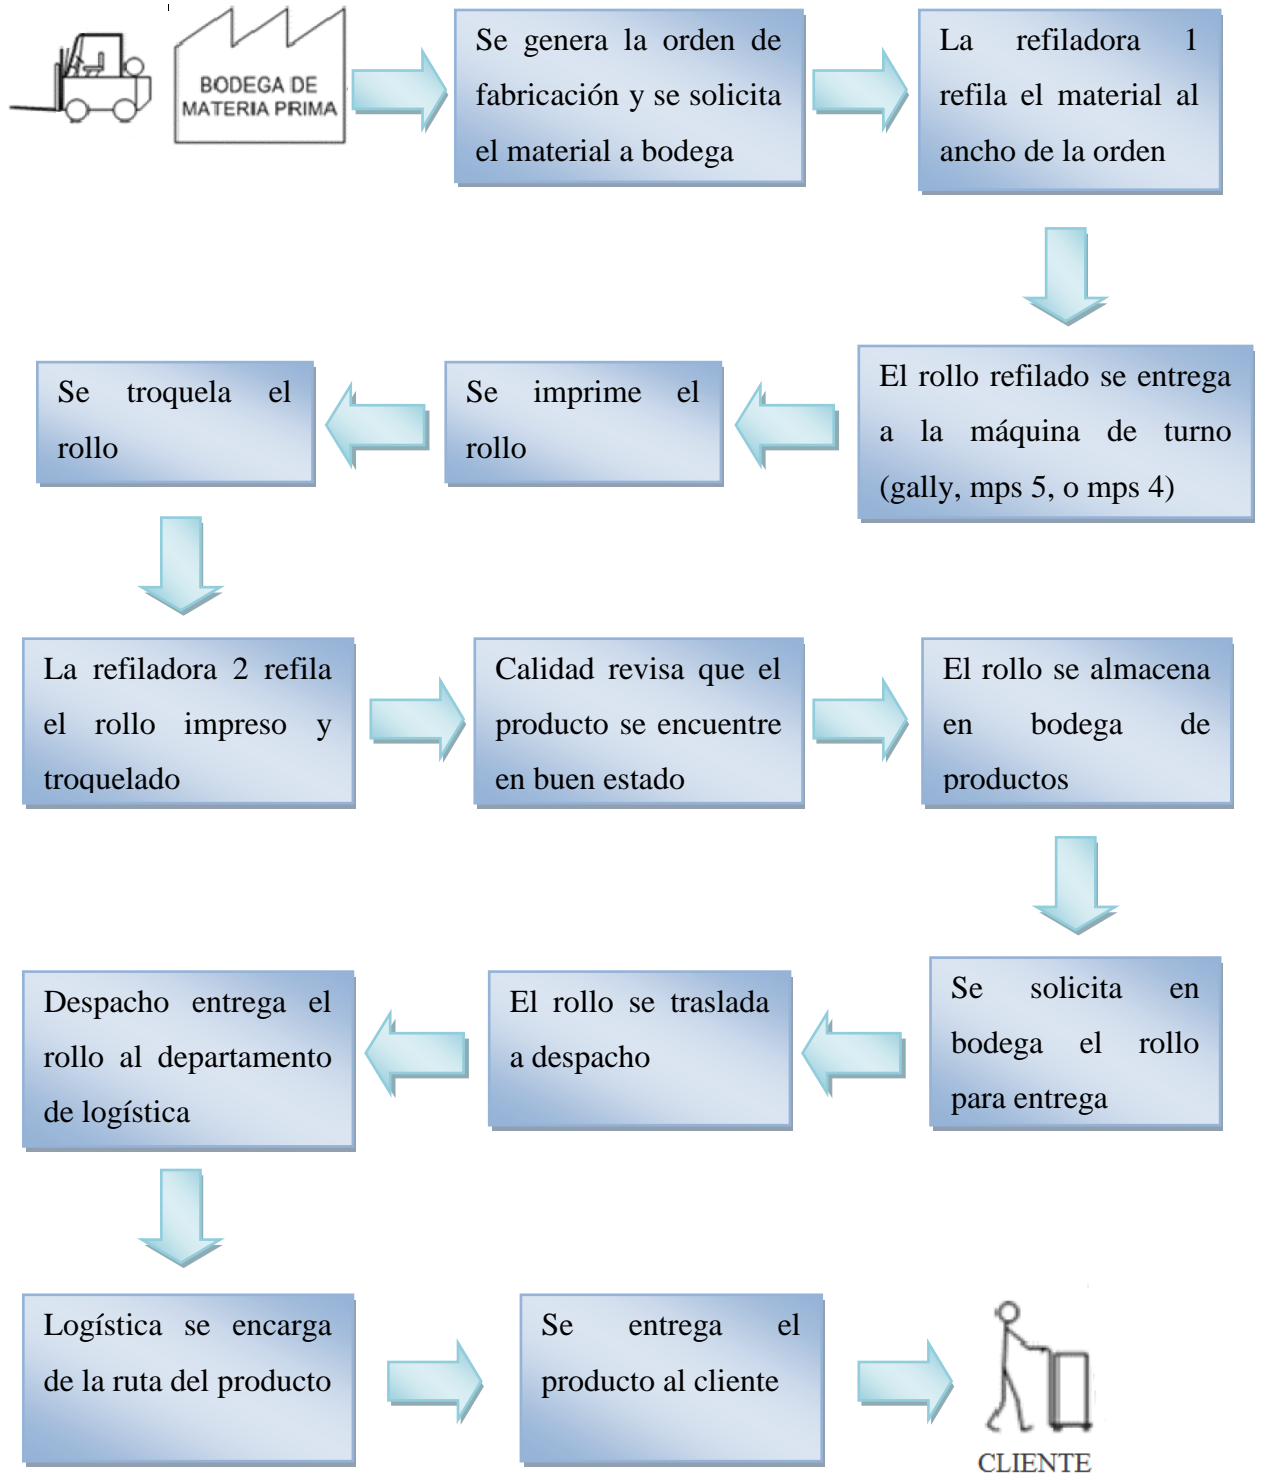 BODEGA DE
MATERIA PRIMA
Se genera la orden de
fabricación y se solicita
el material a bodega
La refiladora 1
refila el material al
ancho de la orden
El rollo refilado se entrega
a la máquina de turno
(gally, mps 5, o mps 4)
Se imprime el
rollo
Se troquela el
rollo
La refiladora 2 refila
el rollo impreso y
troquelado
Calidad revisa que el
producto se encuentre
en buen estado
El rollo se almacena
en bodega de
productos
Se solicita en
bodega el rollo
para entrega
El rollo se traslada
a despacho
Despacho entrega el
rollo al departamento
de logística
Logística se encarga
de la ruta del producto
Se entrega el
producto al cliente
CLIENTE